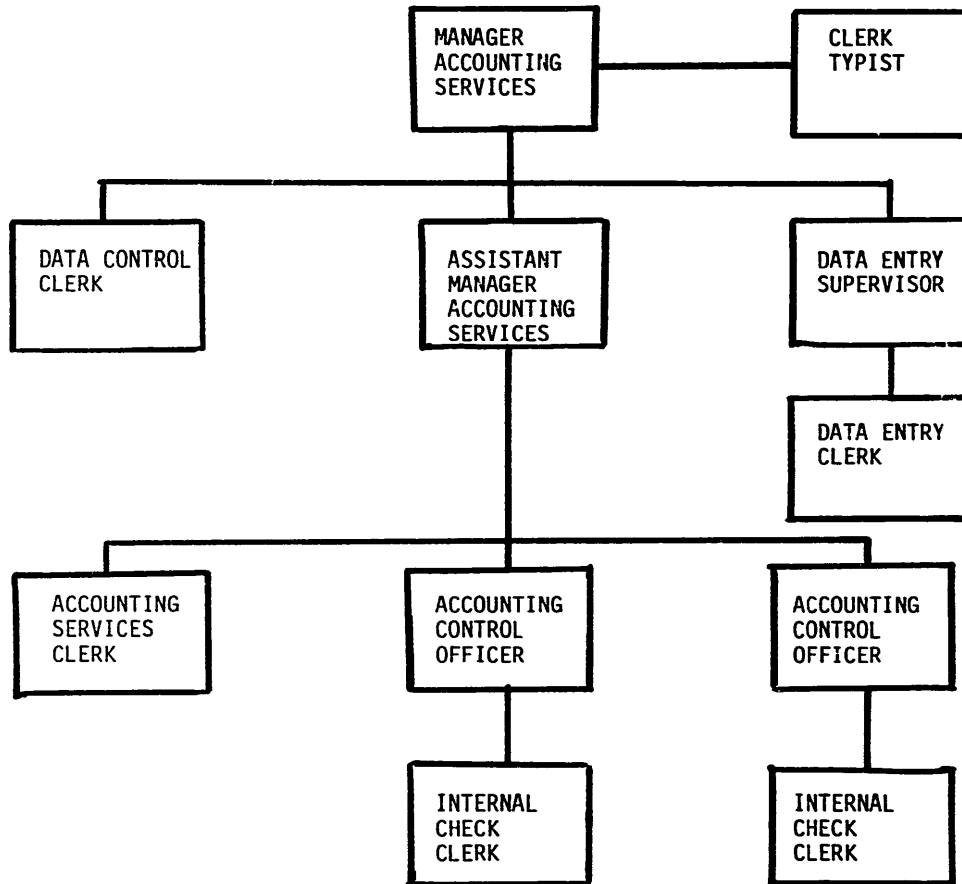 MANAGER
ACCOUNTING
SERVICES
CLERK
TYPIST
DATA CONTROL
CLERK
ASSISTANT
MANAGER
ACCOUNTING
SERVICES
DATA ENTRY
SUPERVISOR
DATA ENTRY
CLERK
ACCOUNTING
SERVICES
CLERK
ACCOUNTING
CONTROL
OFFICER
ACCOUNTING
CONTROL
OFFICER
INTERNAL
CHECK
CLERK
INTERNAL
CHECK
CLERK